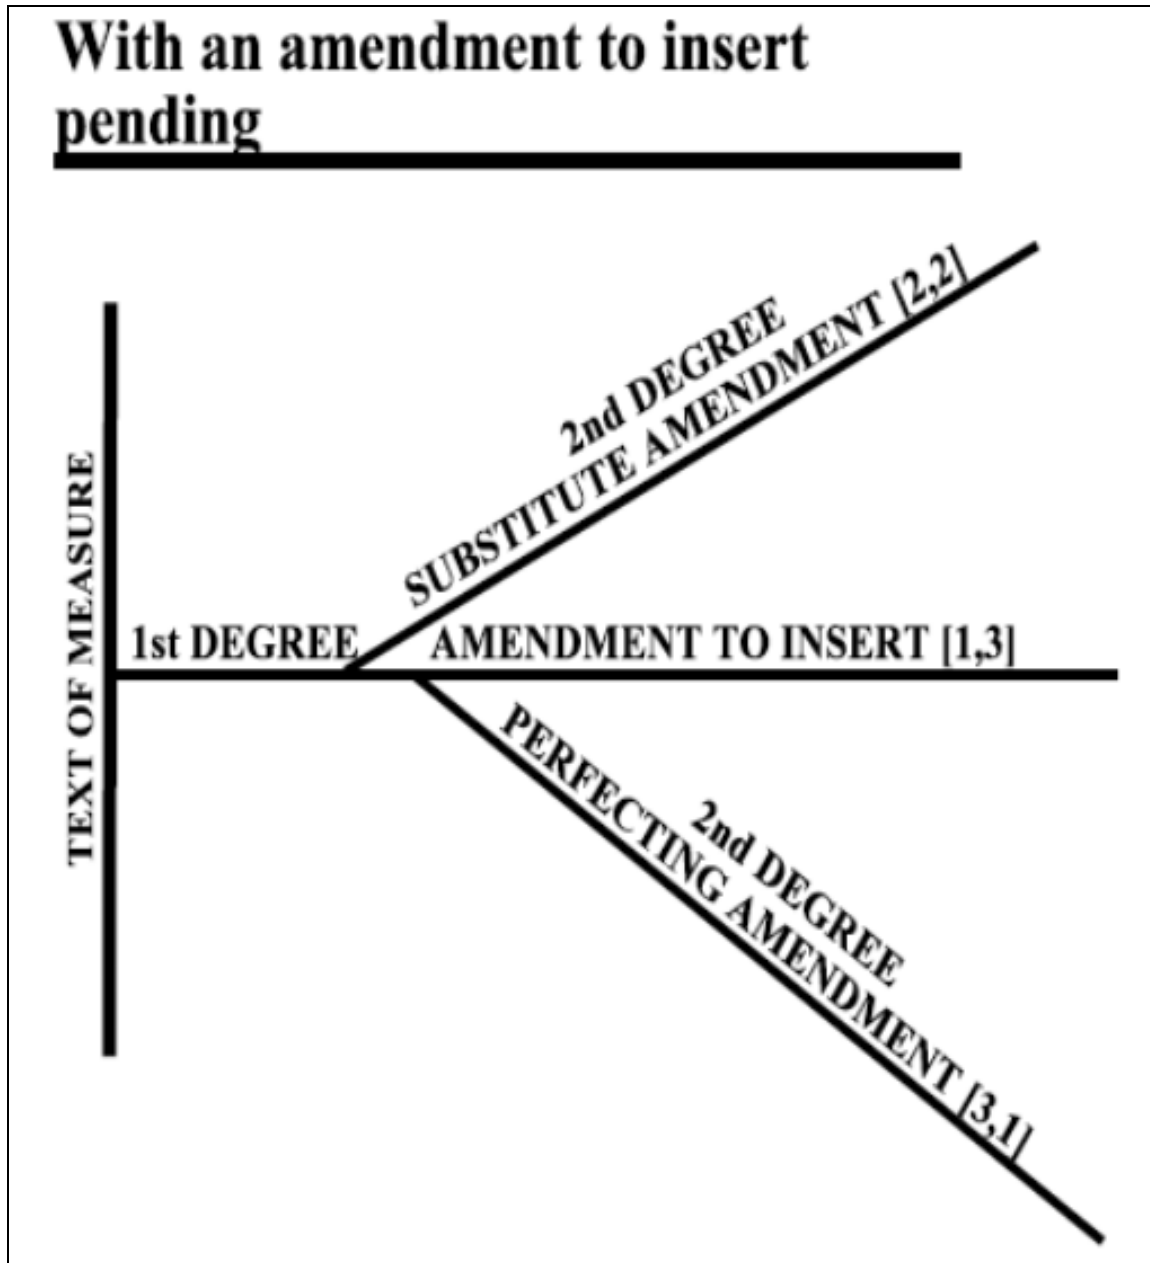 With an amendment to insert
pending
2nd DEGREE
SUBSTITUTE AMENDMENT [2,2]
TEXT OF MEASURE
1st DEGREE AMENDMENT TO INSERT [1,3]
2nd DEGREE
PERFECTING AMENDMENT [3,1]